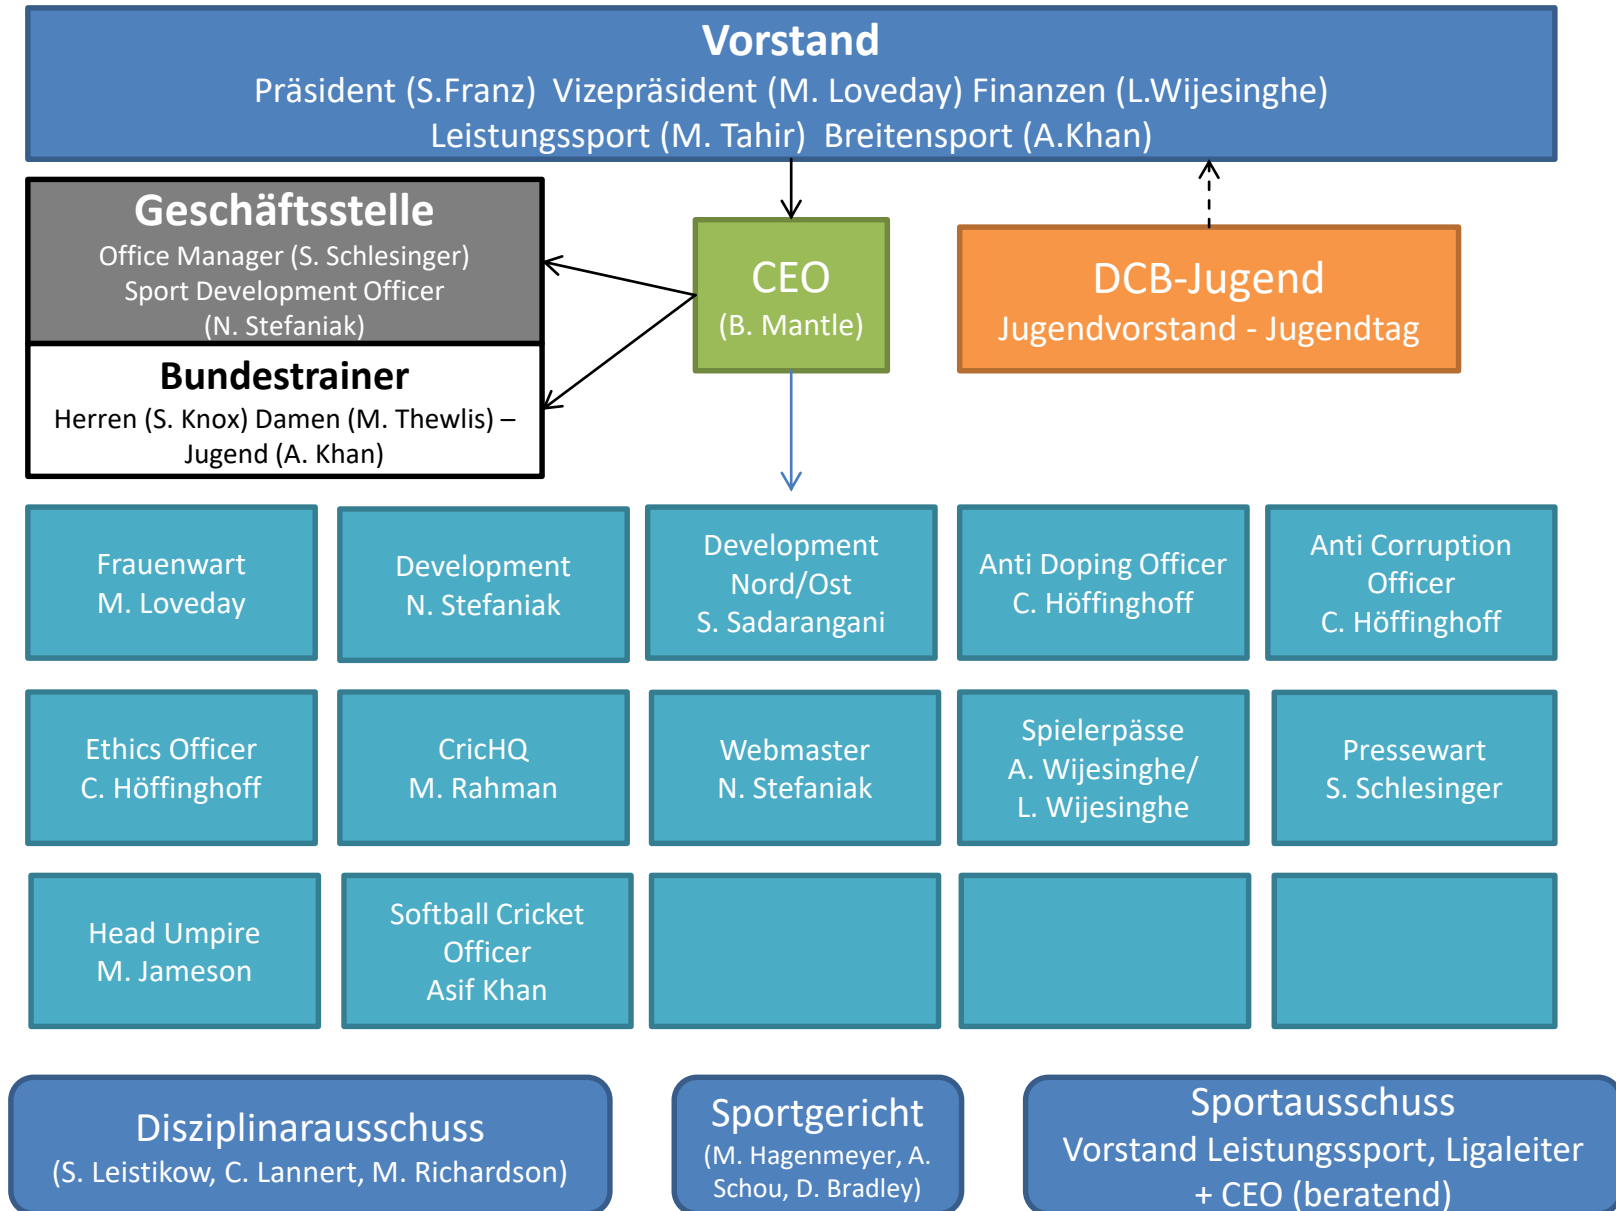 Vorstand
Präsident (S.Franz)  Vizepräsident (M. Loveday) Finanzen (L.Wijesinghe)
Leistungssport (M. Tahir)  Breitensport (A.Khan)
Geschäftsstelle
Office Manager (S. Schlesinger)
Sport Development Officer
(N. Stefaniak)
Bundestrainer
Herren (S. Knox) Damen (M. Thewlis) –
Jugend (A. Khan)
CEO
(B. Mantle)
DCB-Jugend
Jugendvorstand - Jugendtag
Frauenwart
M. Loveday
Development
N. Stefaniak
Development
Nord/Ost
S. Sadarangani
Anti Doping Officer
C. Höffinghoff
Anti Corruption
Officer
C. Höffinghoff
Ethics Officer
C. Höffinghoff
CricHQ
M. Rahman
Webmaster
N. Stefaniak
Spielerpässe
A. Wijesinghe/
L. Wijesinghe
Pressewart
S. Schlesinger
Head Umpire
M. Jameson
Softball Cricket
Officer
Asif Khan
Disziplinarausschuss
(S. Leistikow, C. Lannert, M. Richardson)
Sportgericht
(M. Hagenmeyer, A.
Schou, D. Bradley)
Sportausschuss
Vorstand Leistungssport, Ligaleiter
+ CEO (beratend)